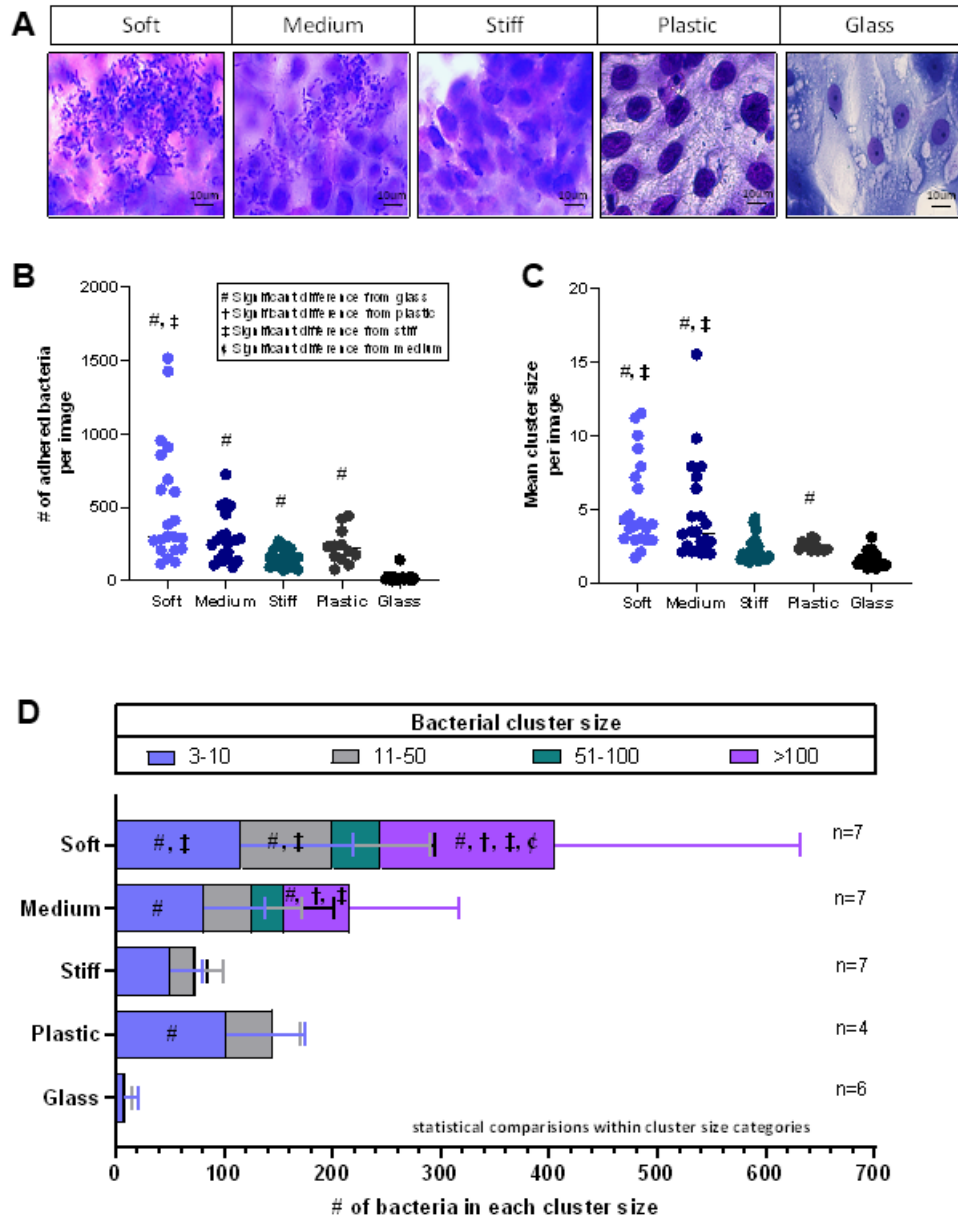 A
Soft Medium Stiff Plastic Glass
10um 10um 10um 10um 10um
B
# of adhered bacteria
per image
2000
1500
1000
500
0
# Significant difference from glass
† Significant difference from plastic
‡ Significant difference from stiff
¢ Significant difference from medium
#, ‡
#
#
#
Soft Medium Stiff Plastic Glass
C
Mean cluster size
per image
20
15
10
5
0
#, ‡
#, ‡
#
Soft Medium Stiff Plastic Glass
D
Bacterial cluster size
3-10 11-50 51-100 >100
Soft #, ‡ #, ‡ #, †, ‡, ¢ n=7
Medium # #, †, ‡ n=7
Stiff n=7
Plastic # n=4
Glass n=6
statistical comparisions within cluster size categories
0 100 200 300 400 500 600 700
# of bacteria in each cluster size